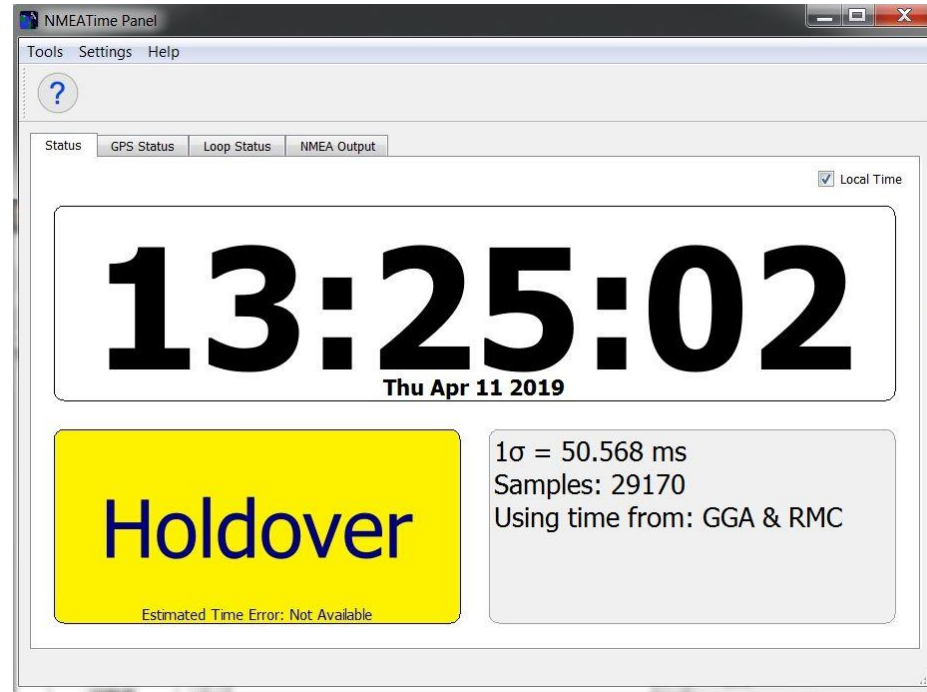 NMEATime Panel
Tools Settings Help
?
Status GPS Status Loop Status NMEA Output
Local Time
13:25:02
Thu Apr 11 2019
Holdover
Estimated Time Error: Not Available
1σ = 50.568 ms
Samples: 29170
Using time from: GGA & RMC